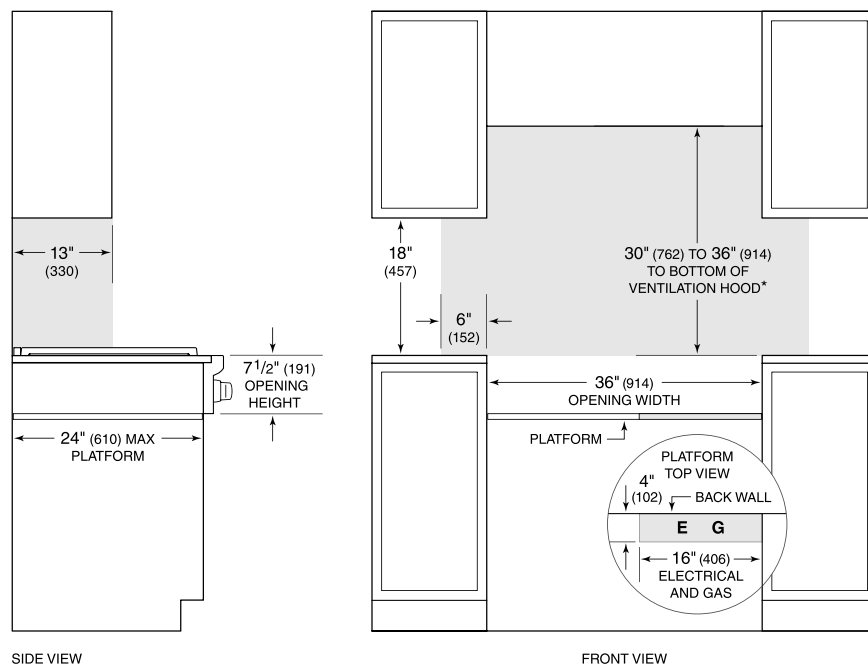 13"
(330)
7 1/2" (191)
OPENING
HEIGHT
24" (610) MAX
PLATFORM
SIDE VIEW
18"
(457)
30" (762) TO 36" (914)
TO BOTTOM OF
VENTILATION HOOD*
6"
(152)
36" (914)
OPENING WIDTH
PLATFORM
PLATFORM
TOP VIEW
4"
(102)
BACK WALL
E G
16" (406)
ELECTRICAL
AND GAS
FRONT VIEW